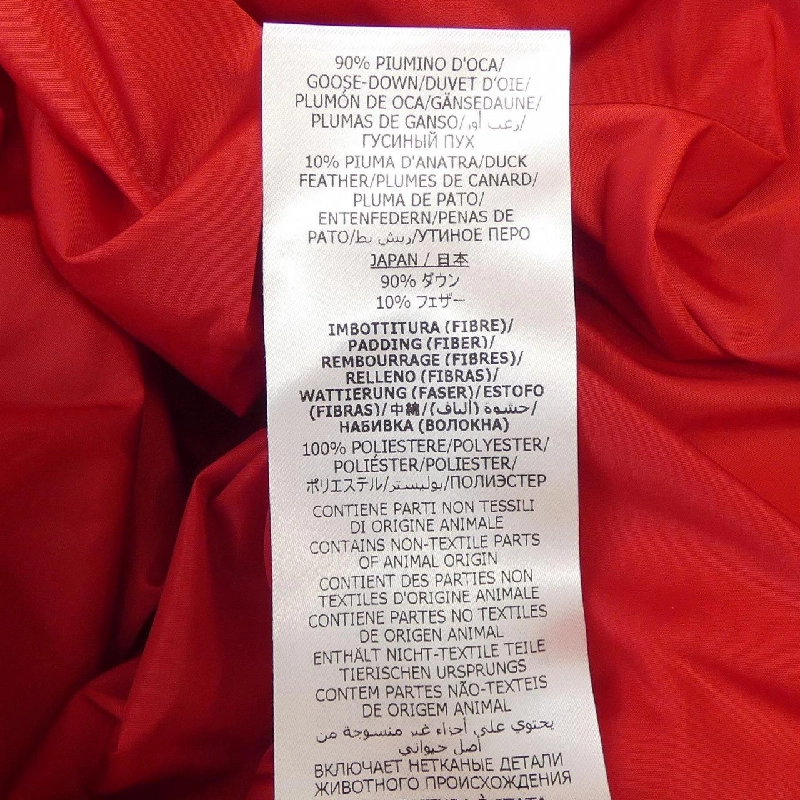 90% PIUMINO D'OCA/
GOOSE-DOWN/DUVET D'OIE/
PLUMÓN DE OCA/GÄNSEDAUNE/
PLUMAS DE GANSO/زغب أوز/
ГУСИНЫЙ ПУХ
10% PIUMA D'ANATRA/DUCK
FEATHER/PLUMES DE CANARD/
PLUMA DE PATO/
ENTENFEDERN/PENAS DE
PATO/ريش بط/УТИНОЕ ПЕРО
JAPAN / 日本
90% ダウン
10% フェザー
IMBOTTITURA (FIBRE)/
PADDING (FIBER)/
REMBOURRAGE (FIBRES)/
RELLENO (FIBRAS)/
WATTIERUNG (FASER)/ESTOFO
(FIBRAS)/中綿/حشوة (ألياف)/
НАБИВКА (ВОЛОКНА)
100% POLIESTERE/POLYESTER/
POLIÉSTER/POLIESTER/
ポリエステル/بوليستر/ПОЛИЭСТЕР
CONTIENE PARTI NON TESSILI
DI ORIGINE ANIMALE
CONTAINS NON-TEXTILE PARTS
OF ANIMAL ORIGIN
CONTIENT DES PARTIES NON
TEXTILES D'ORIGINE ANIMALE
CONTIENE PARTES NO TEXTILES
DE ORIGEN ANIMAL
ENTHÄLT NICHT-TEXTILE TEILE
TIERISCHEN URSPRUNGS
CONTEM PARTES NÃO-TEXTEIS
DE ORIGEM ANIMAL
يحتوي على أجزاء غير منسوجة من
أصل حيواني
ВКЛЮЧАЕТ НЕТКАНЫЕ ДЕТАЛИ
ЖИВОТНОГО ПРОИСХОЖДЕНИЯ